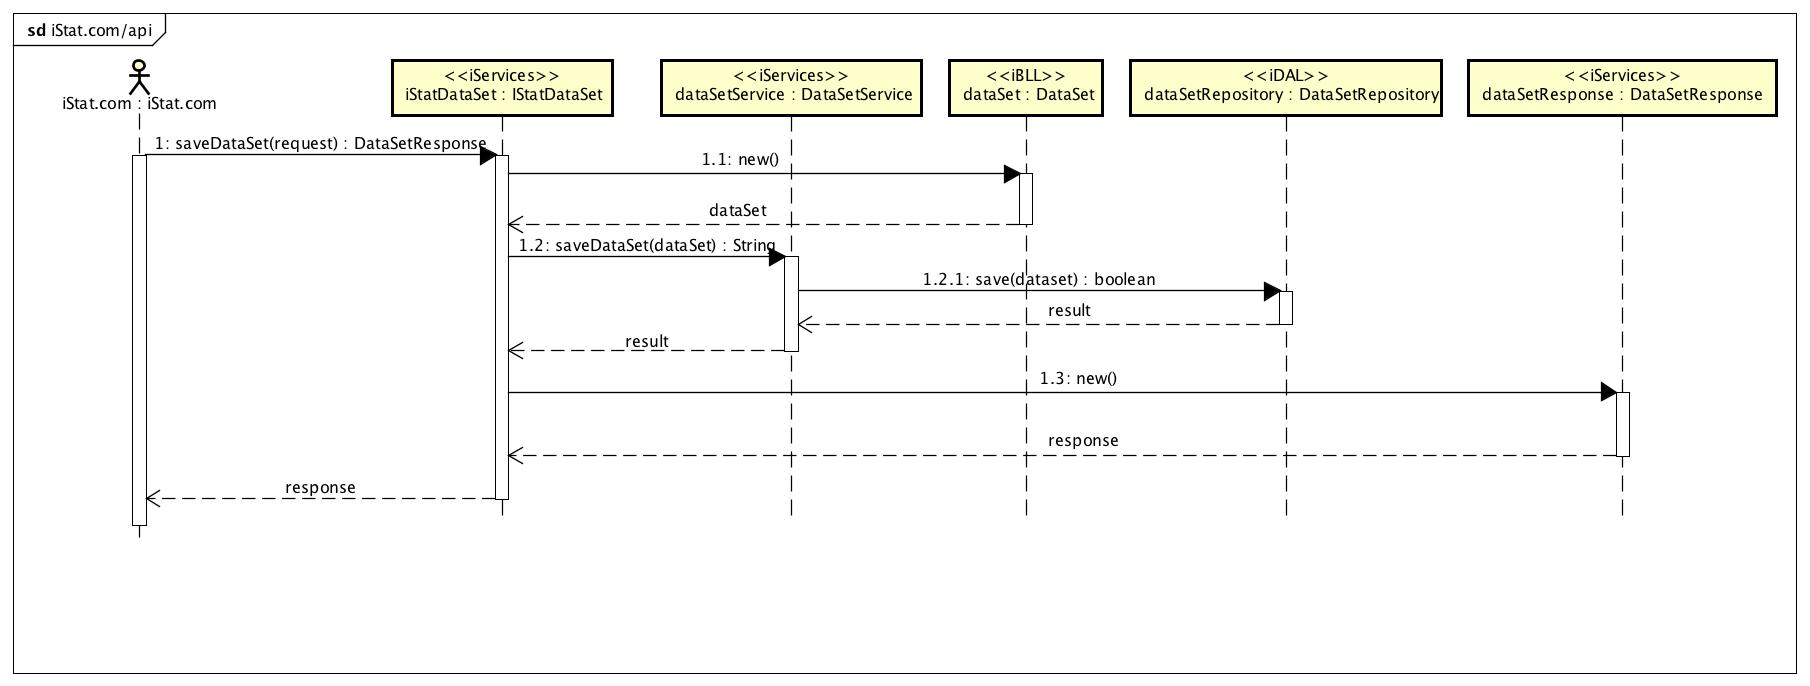 sd iStat.com/api
iStat.com : iStat.com
<<iServices>>
iStatDataSet : IStatDataSet
<<iServices>>
dataSetService : DataSetService
<<iBLL>>
dataSet : DataSet
<<iDAL>>
dataSetRepository : DataSetRepository
<<iServices>>
dataSetResponse : DataSetResponse
1: saveDataSet(request) : DataSetResponse
1.1: new()
dataSet
1.2: saveDataSet(dataSet) : String
1.2.1: save(dataset) : boolean
result
result
1.3: new()
response
response